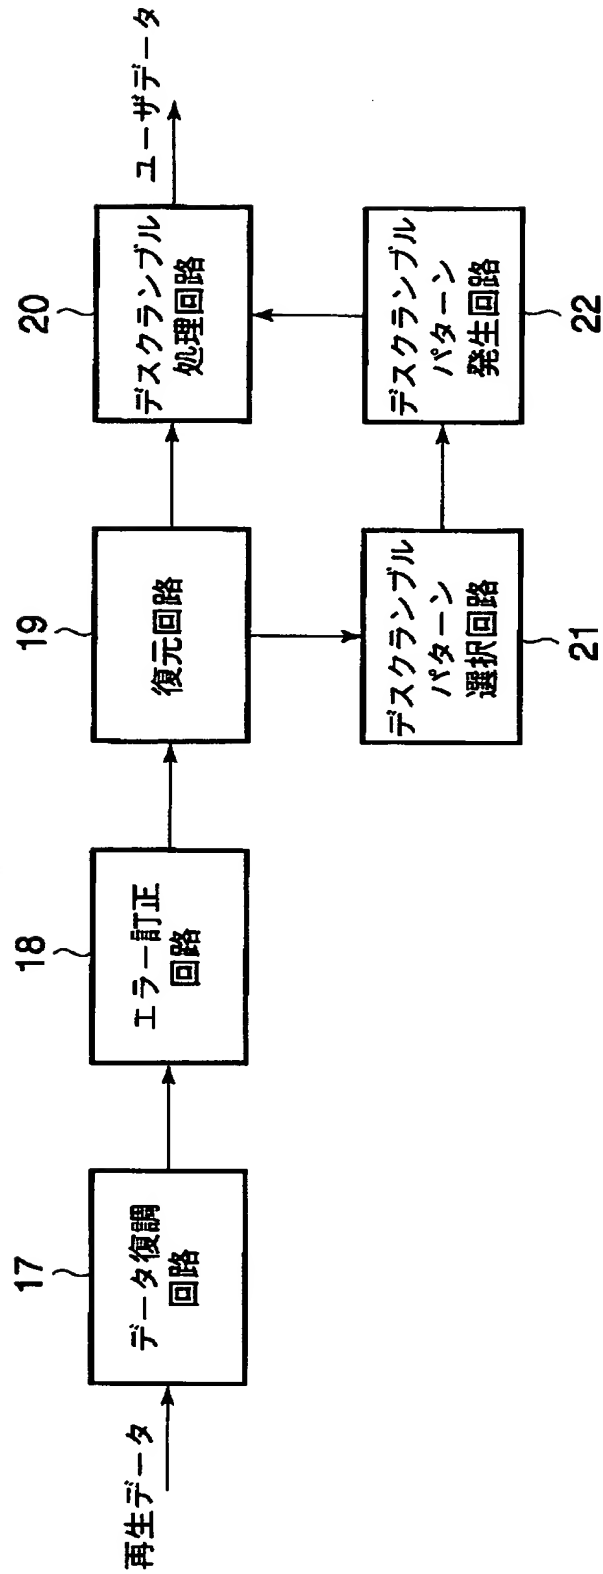 再生データ
17
データ復調
回路
18
エラー訂正
回路
19
復元回路
20
デスクランブル
処理回路
ユーザデータ
21
デスクランブル
パターン
選択回路
22
デスクランブル
パターン
発生回路